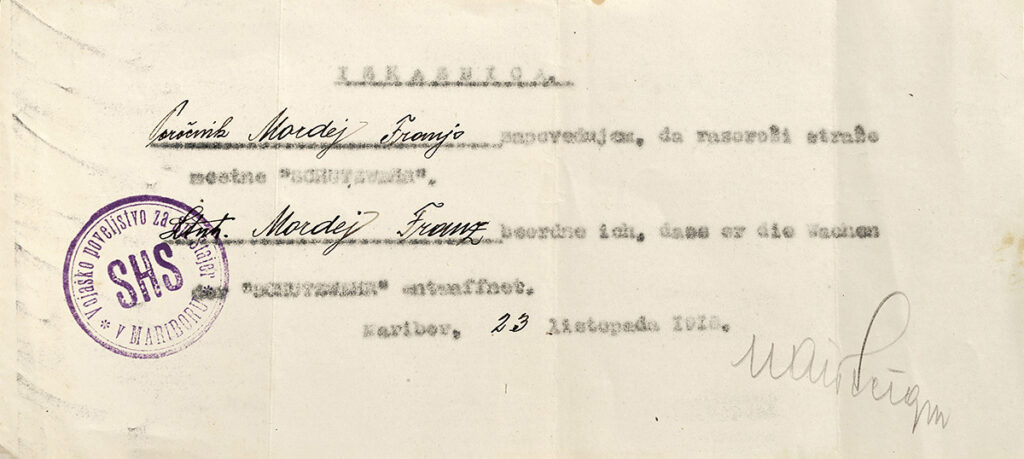 IZKAZNICA.
Poročnik Mordej Franjo zapovedujem, da razoroži straže
mestne "SCHUTZWEHR".
Ltnt. Mordej Franz beordne ich, dass er die Wachen
der "SCHUTZWEHR" entwaffnet.
Maribor, 23 listopada 1918.
Vojaško poveljstvo za Štajer
SHS
* V MARIBORU *